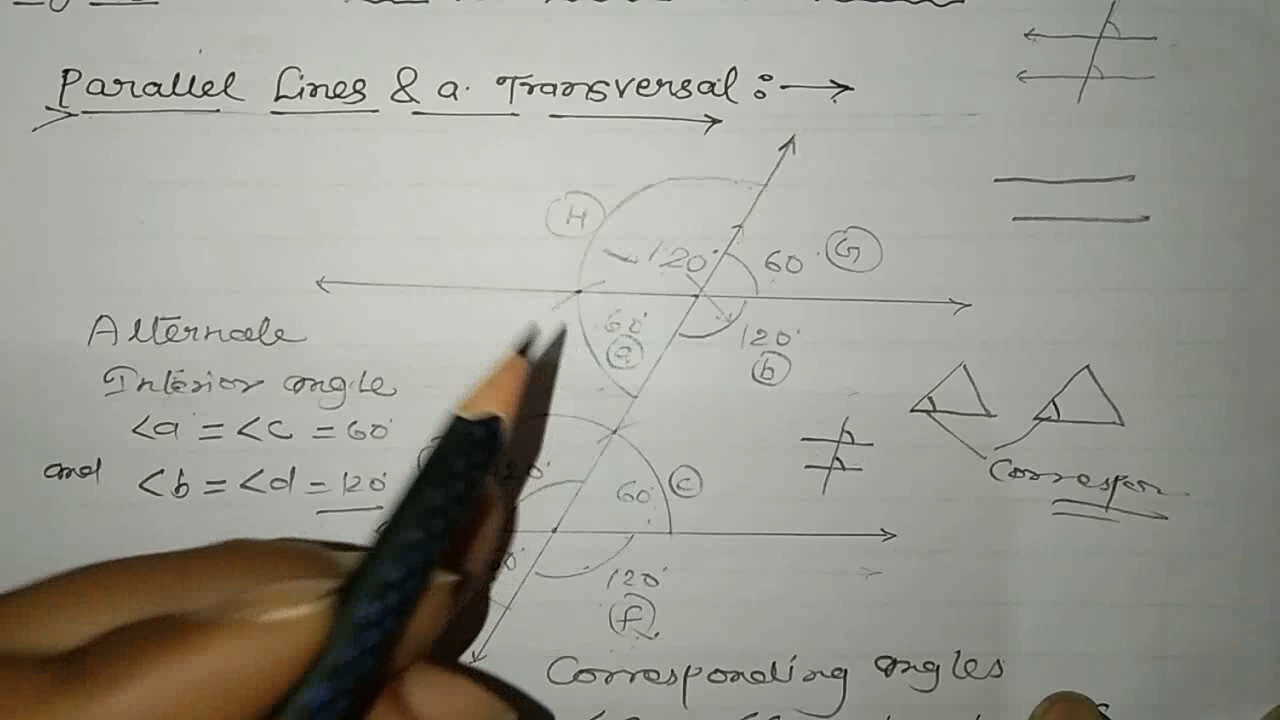 Parallel Lines & a. Transversal :→
H
120°
60°
G
60°
a
120°
b
Alternate
Interior angle
<a = <c = 60°
and <b = <d = 120°
60°
c
120°
f
Correspon
Corresponding angles